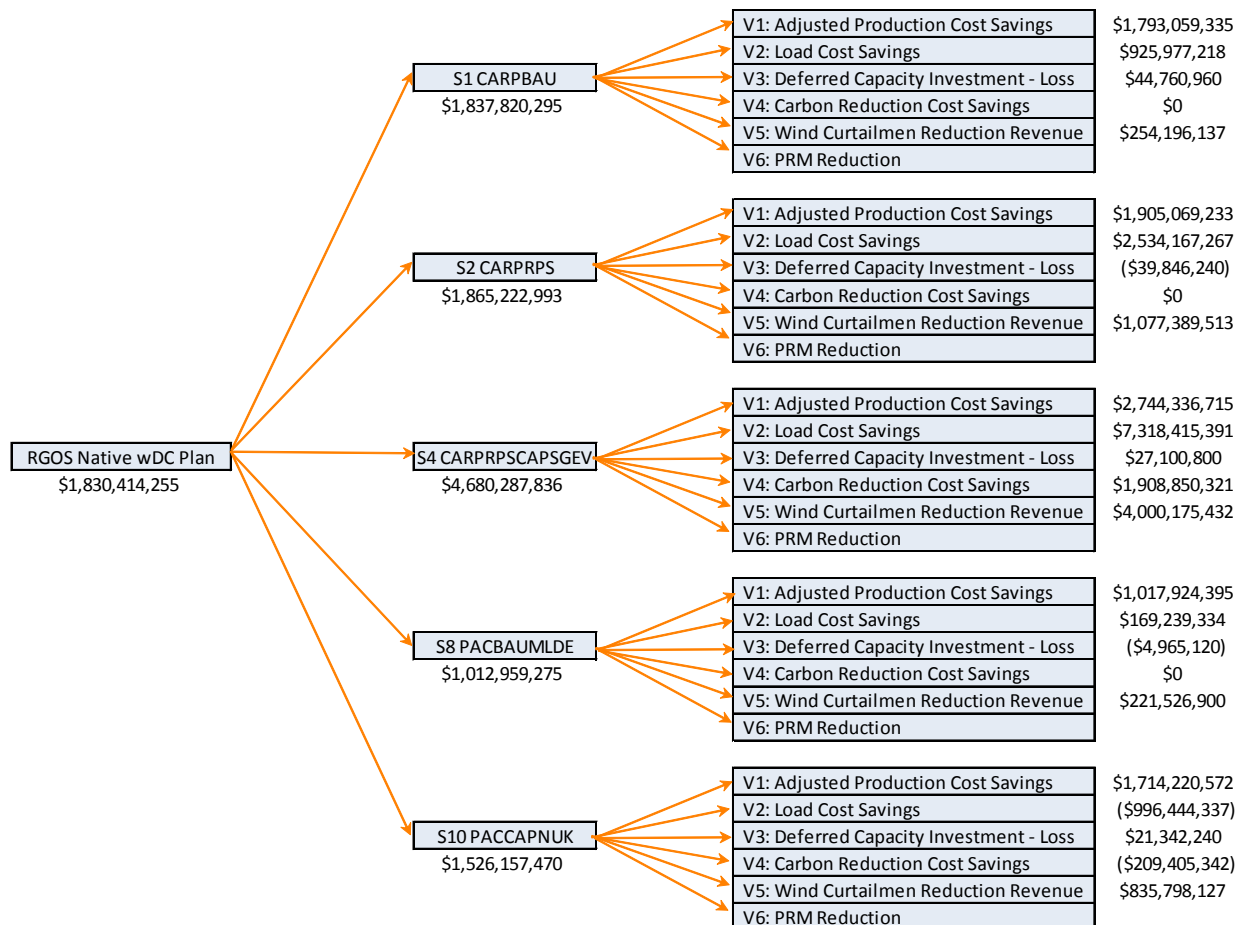 V1: Adjusted Production Cost Savings $1,793,059,335
V2: Load Cost Savings $925,977,218
S1 CARPBAU V3: Deferred Capacity Investment - Loss $44,760,960
$1,837,820,295 V4: Carbon Reduction Cost Savings $0
V5: Wind Curtailmen Reduction Revenue $254,196,137
V6: PRM Reduction
V1: Adjusted Production Cost Savings $1,905,069,233
V2: Load Cost Savings $2,534,167,267
S2 CARPRPS V3: Deferred Capacity Investment - Loss ($39,846,240)
$1,865,222,993 V4: Carbon Reduction Cost Savings $0
V5: Wind Curtailmen Reduction Revenue $1,077,389,513
V6: PRM Reduction
V1: Adjusted Production Cost Savings $2,744,336,715
V2: Load Cost Savings $7,318,415,391
RGOS Native wDC Plan S4 CARPRPSCAPSGEV V3: Deferred Capacity Investment - Loss $27,100,800
$1,830,414,255 $4,680,287,836 V4: Carbon Reduction Cost Savings $1,908,850,321
V5: Wind Curtailmen Reduction Revenue $4,000,175,432
V6: PRM Reduction
V1: Adjusted Production Cost Savings $1,017,924,395
V2: Load Cost Savings $169,239,334
S8 PACBAUMLDE V3: Deferred Capacity Investment - Loss ($4,965,120)
$1,012,959,275 V4: Carbon Reduction Cost Savings $0
V5: Wind Curtailmen Reduction Revenue $221,526,900
V6: PRM Reduction
V1: Adjusted Production Cost Savings $1,714,220,572
V2: Load Cost Savings ($996,444,337)
S10 PACCAPNUK V3: Deferred Capacity Investment - Loss $21,342,240
$1,526,157,470 V4: Carbon Reduction Cost Savings ($209,405,342)
V5: Wind Curtailmen Reduction Revenue $835,798,127
V6: PRM Reduction